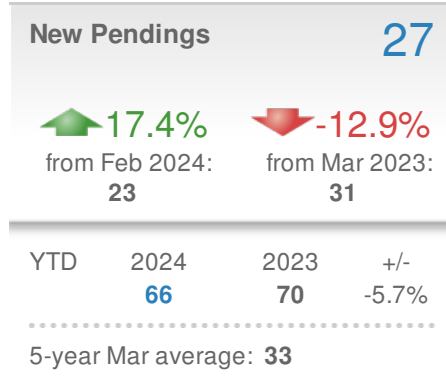 New Pendings 27
17.4% -12.9%
from Feb 2024: from Mar 2023:
23 31
YTD 2024 2023 +/-
66 70 -5.7%
5-year Mar average: 33